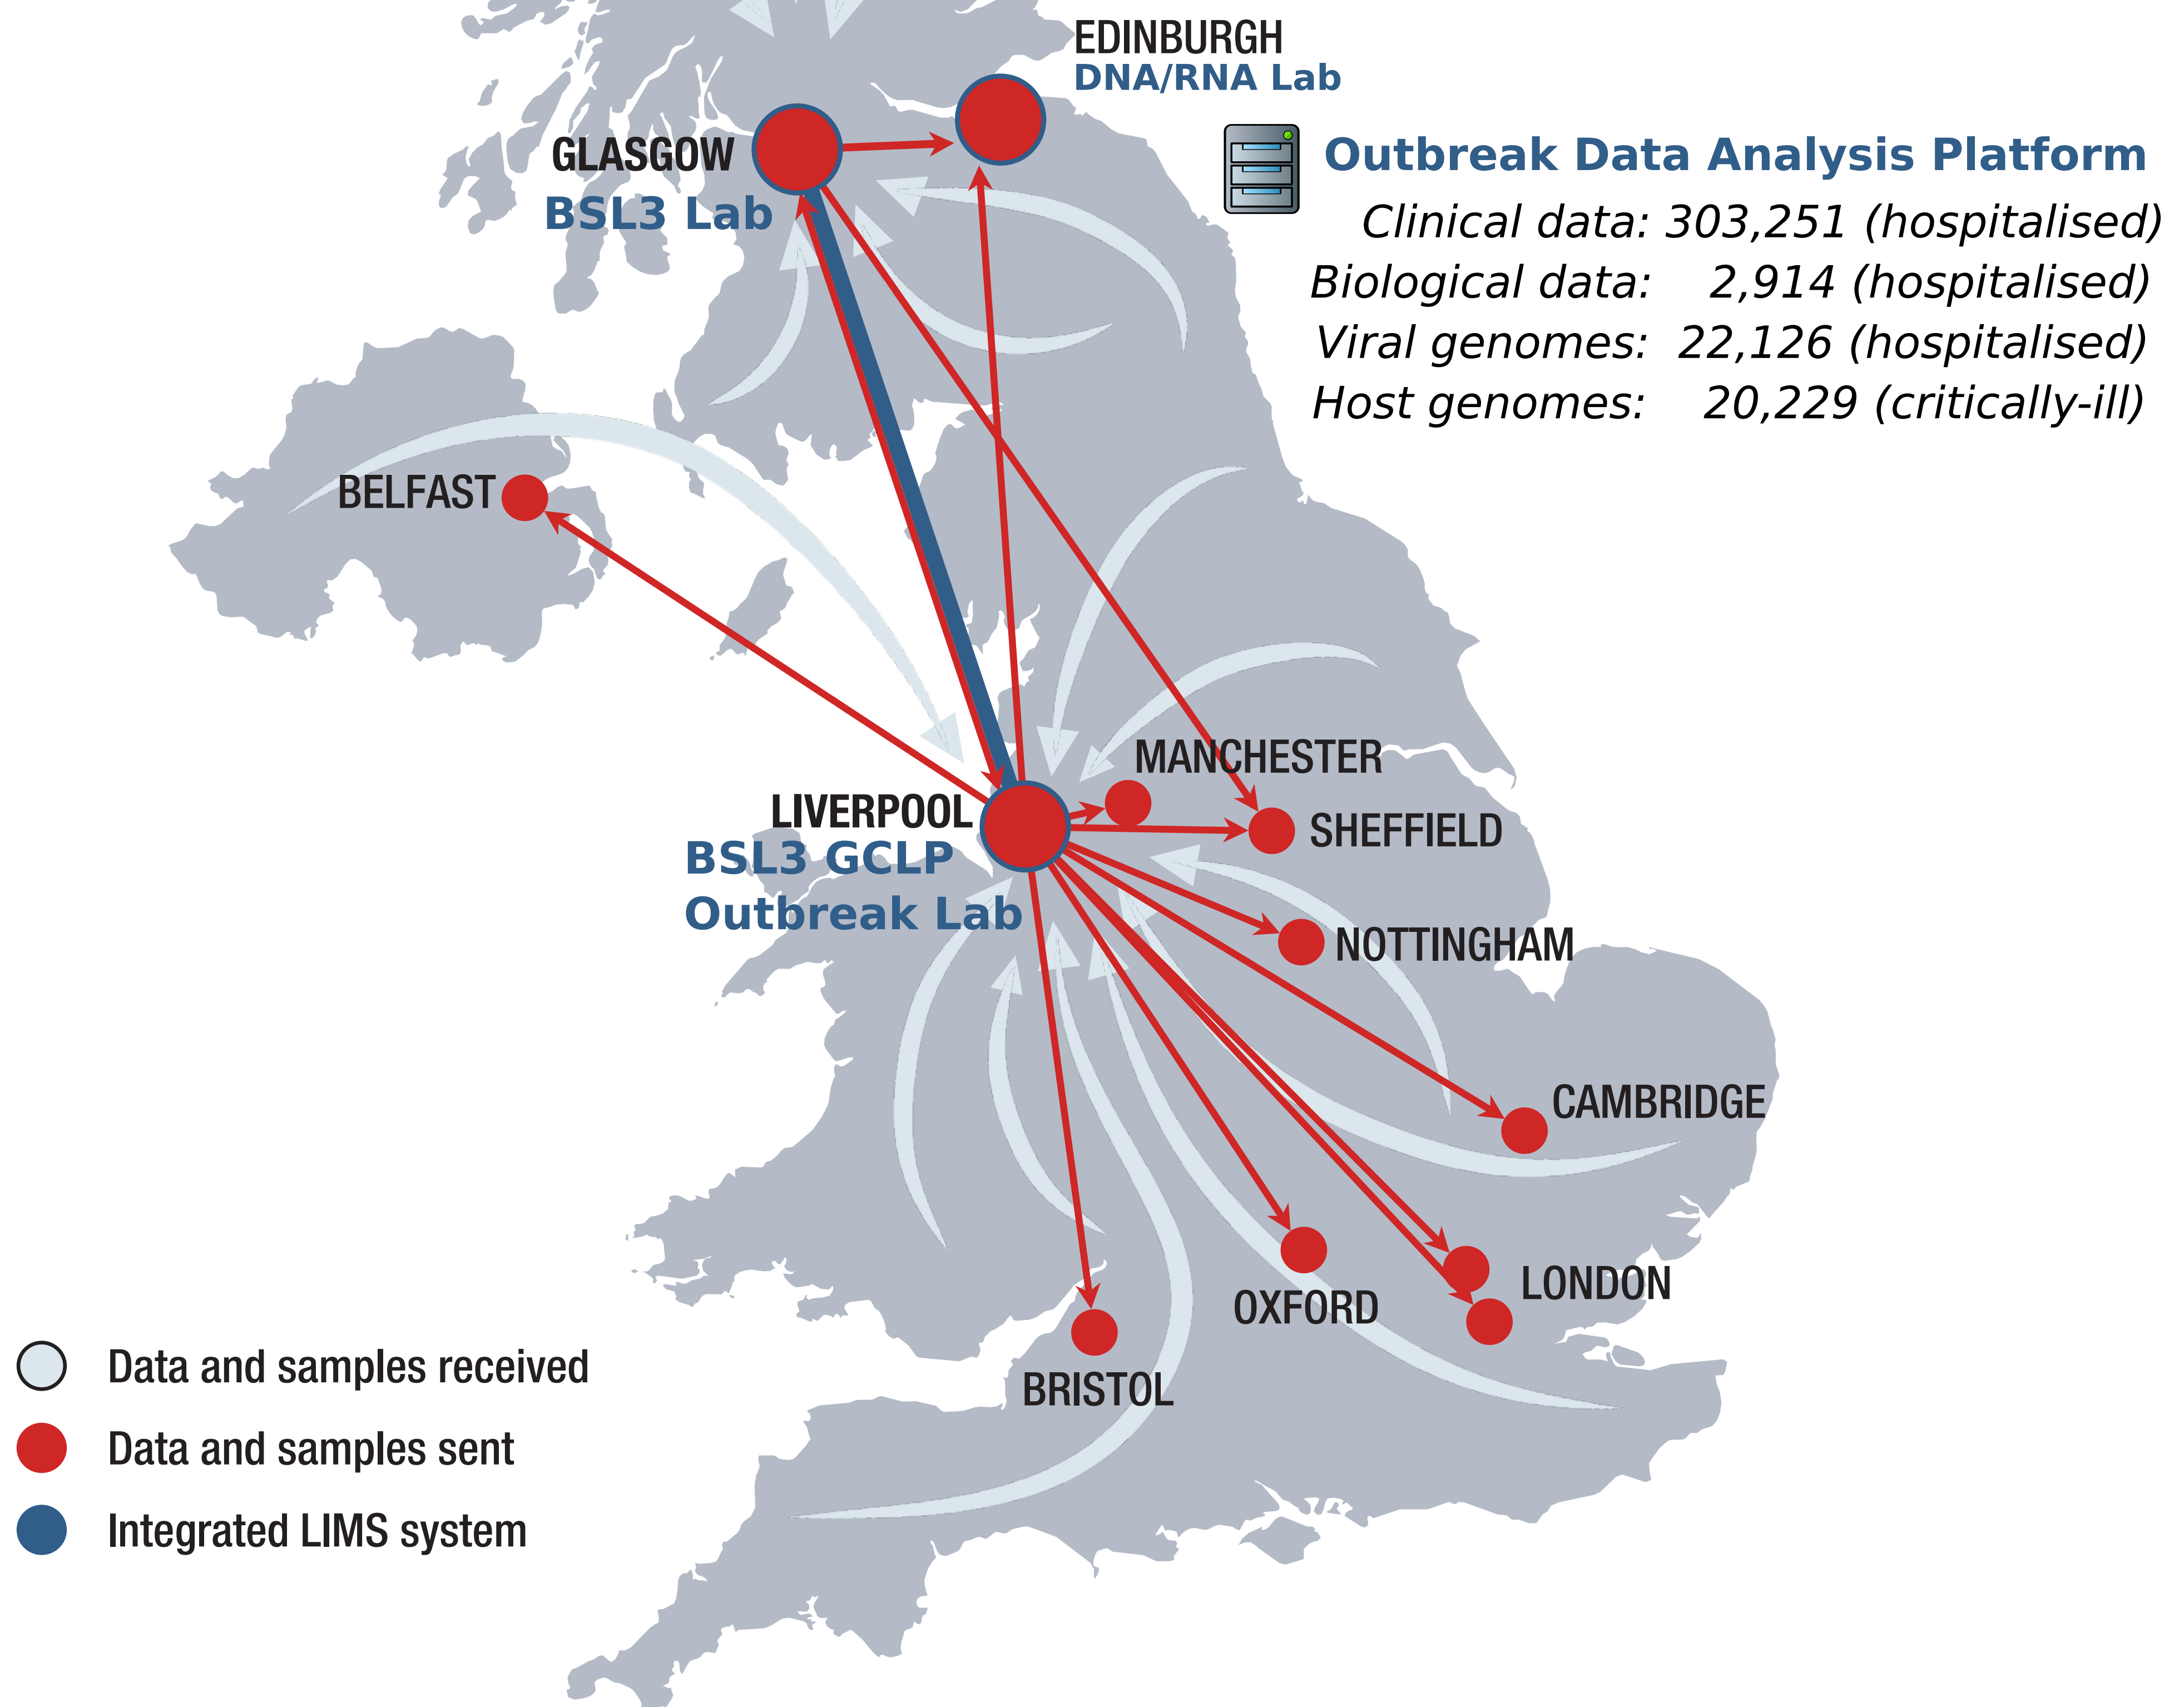 EDINBURGH
DNA/RNA Lab
GLASGOW
BSL3 Lab
Outbreak Data Analysis Platform
Clinical data: 303,251 (hospitalised)
Biological data: 2,914 (hospitalised)
Viral genomes: 22,126 (hospitalised)
Host genomes: 20,229 (critically-ill)
BELFAST
MANCHESTER
LIVERPOOL
BSL3 GCLP
Outbreak Lab
SHEFFIELD
NOTTINGHAM
CAMBRIDGE
LONDON
OXFORD
BRISTOL
Data and samples received
Data and samples sent
Integrated LIMS system